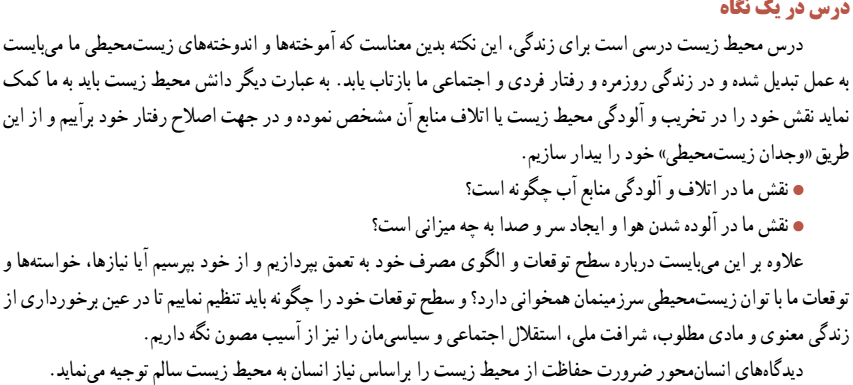 درس در یک نگاه
درس محیط زیست درسی است برای زندگی، این نکته بدین معناست که آموخته‌ها و اندوخته‌های زیست‌محیطی ما می‌بایست
به عمل تبدیل شده و در زندگی روزمره و رفتار فردی و اجتماعی ما بازتاب یابد. به عبارت دیگر دانش محیط زیست باید به ما کمک
نماید نقش خود را در تخریب و آلودگی محیط زیست یا اتلاف منابع آن مشخص نموده و در جهت اصلاح رفتار خود برآییم و از این
طریق «وجدان زیست‌محیطی» خود را بیدار سازیم.
● نقش ما در اتلاف و آلودگی منابع آب چگونه است؟
● نقش ما در آلوده شدن هوا و ایجاد سر و صدا به چه میزانی است؟
علاوه بر این می‌بایست درباره سطح توقعات و الگوی مصرف خود به تعمق بپردازیم و از خود بپرسیم آیا نیازها، خواسته‌ها و
توقعات ما با توان زیست‌محیطی سرزمینمان همخوانی دارد؟ و سطح توقعات خود را چگونه باید تنظیم نماییم تا در عین برخورداری از
زندگی معنوی و مادی مطلوب، شرافت ملی، استقلال اجتماعی و سیاسی‌مان را نیز از آسیب مصون نگه داریم.
دیدگاه‌های انسان‌محور ضرورت حفاظت از محیط زیست را براساس نیاز انسان به محیط زیست سالم توجیه می‌نماید.